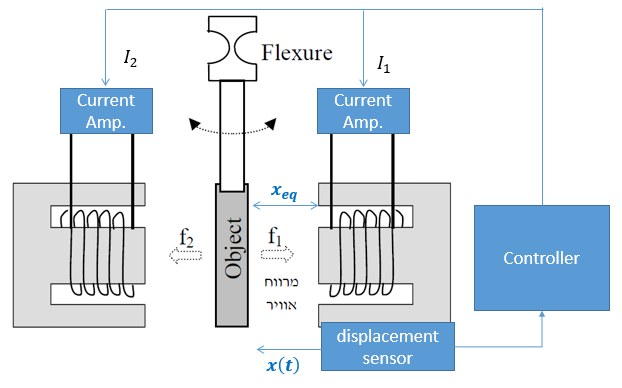 I₂
Flexure
I₁
Current
Amp.
Current
Amp.
x_eq
f₂
Object
f₁
Controller
מרווח
אוויר
displacement
sensor
x(t)